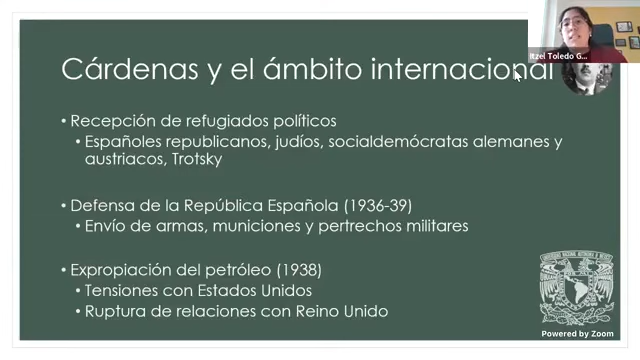 Itzel Toledo G...
Cárdenas y el ámbito internacional
• Recepción de refugiados políticos
• Españoles republicanos, judíos, socialdemócratas alemanes y
austriacos, Trotsky
• Defensa de la República Española (1936-39)
• Envío de armas, municiones y pertrechos militares
• Expropiación del petróleo (1938)
• Tensiones con Estados Unidos
• Ruptura de relaciones con Reino Unido
Powered by Zoom